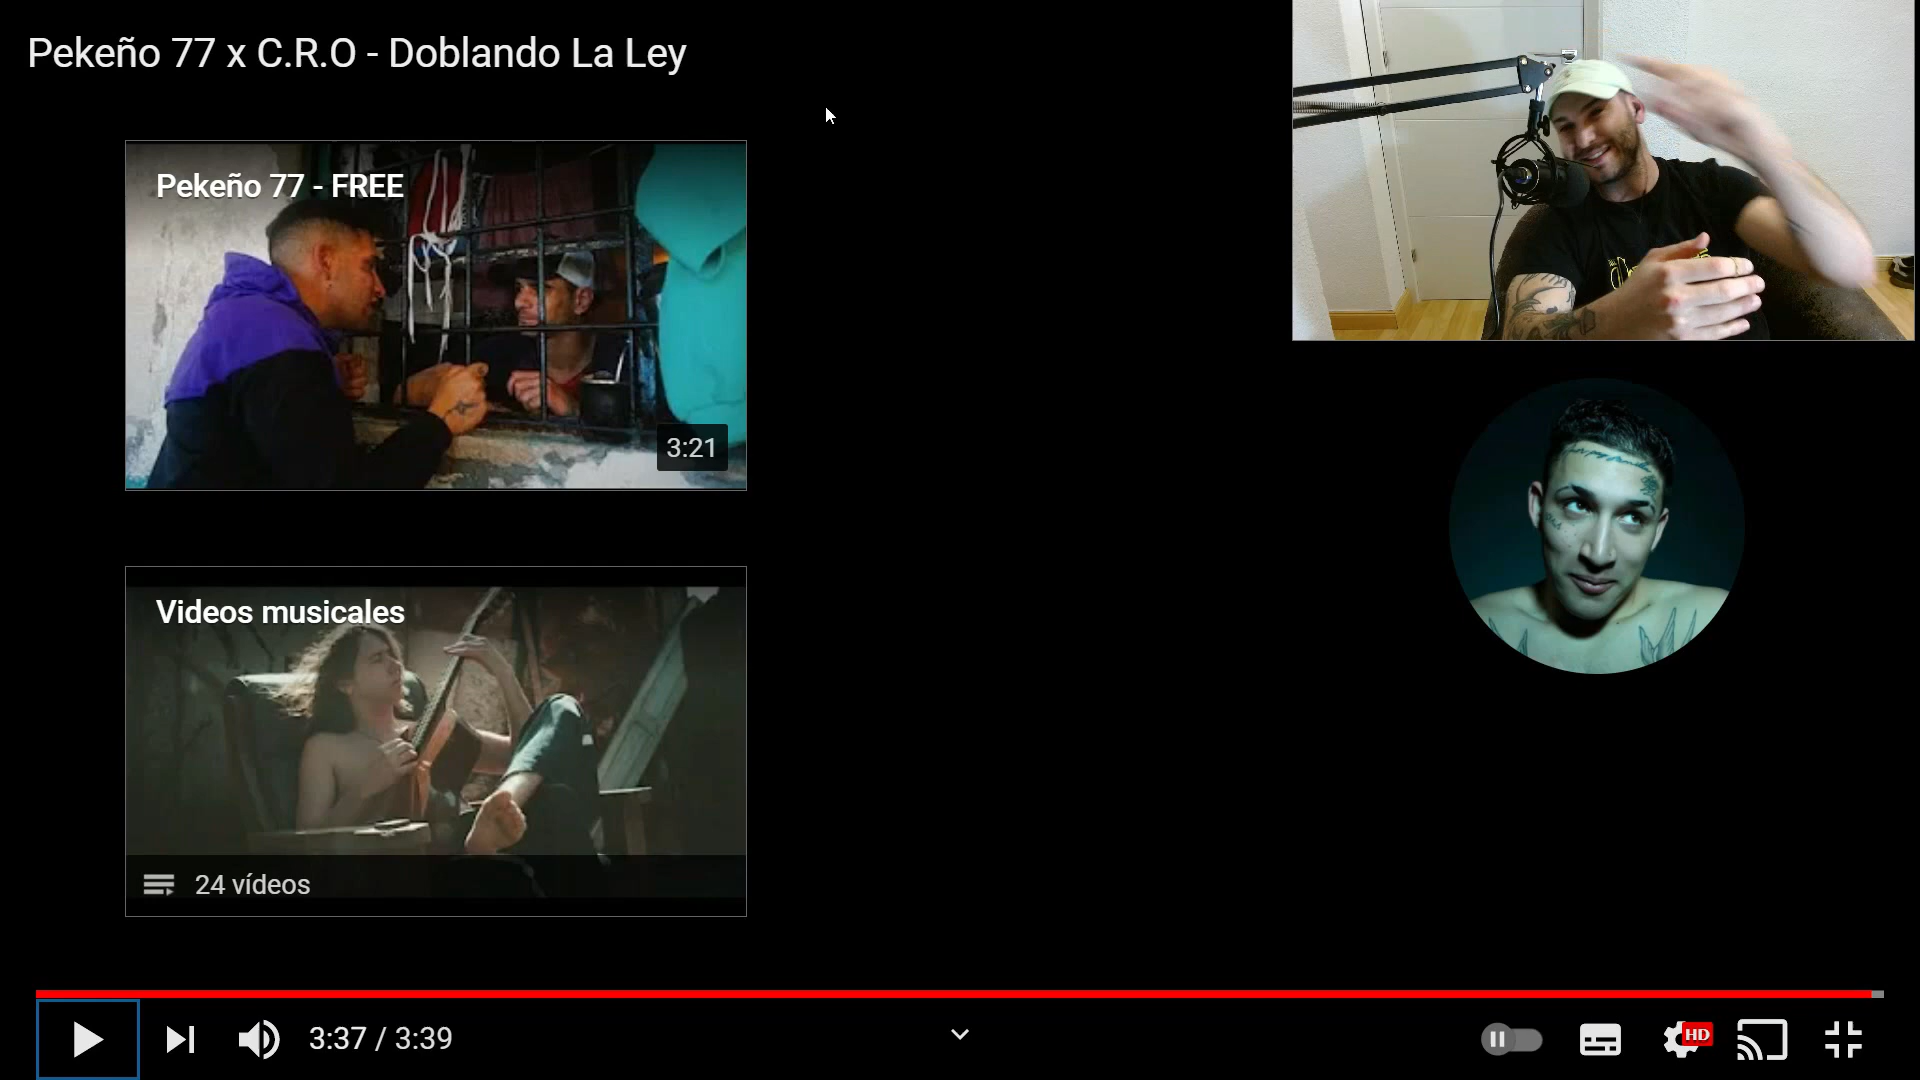 Pekeño 77 x C.R.O - Doblando La Ley
Pekeño 77 - FREE
3:21
Videos musicales
24 vídeos
3:37 / 3:39
HD